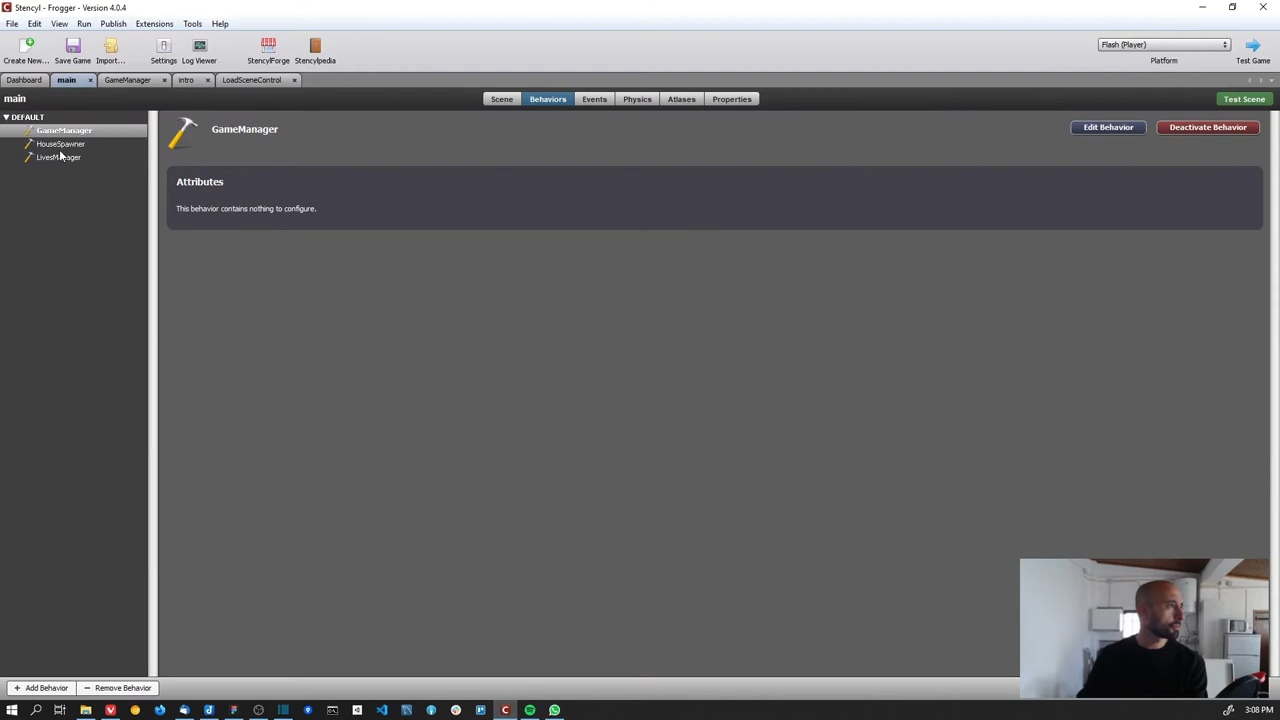 Stencyl - Frogger - Version 4.0.4
File Edit View Run Publish Extensions Tools Help
Create New... Save Game Import... Settings Log Viewer StencylForge Stencylpedia
Flash (Player)
Platform
Test Game
Dashboard main GameManager intro LoadSceneControl
main
Scene Behaviors Events Physics Atlases Properties
Test Scene
DEFAULT
GameManager
HouseSpawner
LivesManager
GameManager
Edit Behavior Deactivate Behavior
Attributes
This behavior contains nothing to configure.
+ Add Behavior − Remove Behavior
3:08 PM